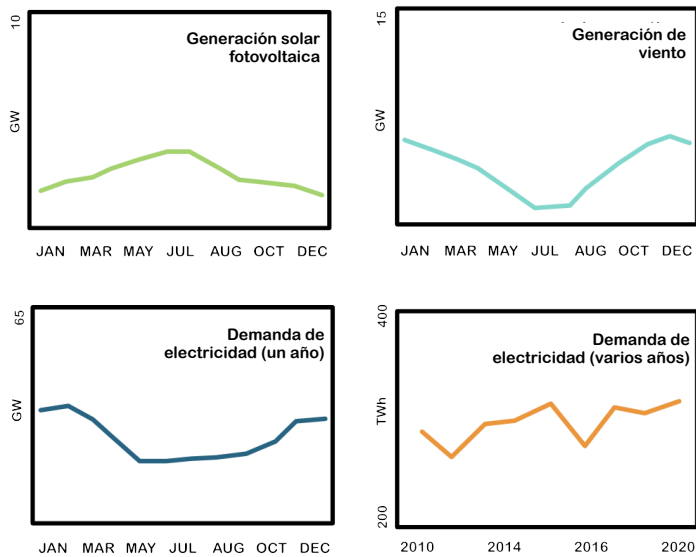 10
Generación solar
fotovoltaica
GW
JAN MAR MAY JUL AUG OCT DEC
15
Generación de
viento
GW
JAN MAR MAY JUL AUG OCT DEC
65
Demanda de
electricidad (un año)
GW
JAN MAR MAY JUL AUG OCT DEC
400
Demanda de
electricidad (varios años)
TWh
200
2010 2014 2016 2020